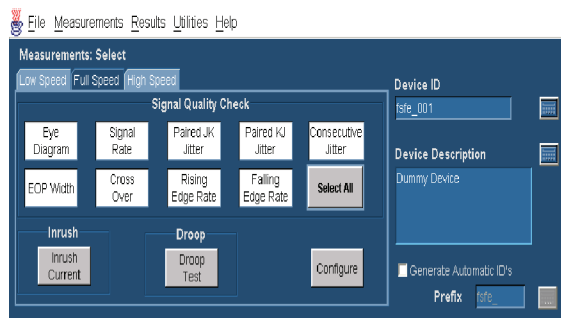 File Measurements Results Utilities Help
Measurements: Select
Low Speed Full Speed High Speed
Signal Quality Check
Eye Diagram
Signal Rate
Paired JK Jitter
Paired KJ Jitter
Consecutive Jitter
EOP Width
Cross Over
Rising Edge Rate
Falling Edge Rate
Select All
Inrush
Inrush Current
Droop
Droop Test
Configure
Device ID
fsfe_001
Device Description
Dummy Device
Generate Automatic ID's
Prefix fsfe_
...